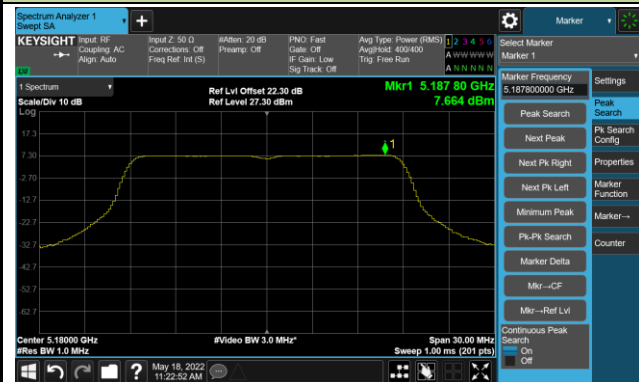 Spectrum Analyzer 1
Swept SA
Marker
KEYSIGHT
Input: RF
Coupling: AC
Align: Auto
Input Z: 50 Ω
Corrections: Off
Freq Ref: Int (S)
#Atten: 20 dB
Preamp: Off
PNO: Fast
Gate: Off
IF Gain: Low
Sig Track: Off
Avg Type: Power (RMS)
Avg|Hold: 400/400
Trig: Free Run
1 2 3 4 5 6
A W W W W W
A N N N N N
LXI
Select Marker
Marker 1
1 Spectrum
Scale/Div 10 dB
Log
Ref Lvl Offset 22.30 dB
Ref Level 27.30 dBm
Mkr1 5.187 80 GHz
7.664 dBm
17.3
7.30
-2.70
-12.7
-22.7
-32.7
-42.7
-52.7
-62.7
1
Center 5.18000 GHz
#Res BW 1.0 MHz
#Video BW 3.0 MHz*
Span 30.00 MHz
Sweep 1.00 ms (201 pts)
Marker Frequency
5.187800000 GHz
Peak Search
Next Peak
Next Pk Right
Next Pk Left
Minimum Peak
Pk-Pk Search
Marker Delta
Mkr→CF
Mkr→Ref Lvl
Continuous Peak
Search
On
Off
Settings
Peak
Search
Pk Search
Config
Properties
Marker
Function
Marker→
Counter
?
May 18, 2022
11:22:52 AM